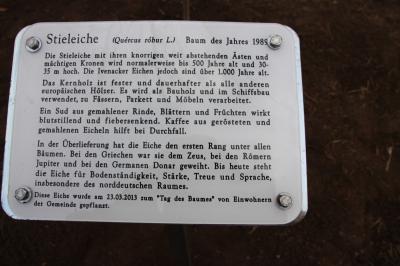 Stieleiche (Quércus róbur L.) Baum des Jahres 1989
Die Stieleiche mit ihren knorrigen weit abstehenden Ästen und
mächtigen Kronen wird normalerweise bis 500 Jahre alt und 30-
35 m hoch. Die Ivenacker Eichen jedoch sind über 1.000 Jahre alt.
Das Kernholz ist fester und dauerhafter als alle anderen
europäischen Hölzer. Es wird als Bauholz und im Schiffsbau
verwendet, zu Fässern, Parkett und Möbeln verarbeitet.
Ein Sud aus gemahlener Rinde, Blättern und Früchten wirkt
blutstillend und fiebersenkend. Kaffee aus gerösteten und
gemahlenen Eicheln hilft bei Durchfall.
In der Überlieferung hat die Eiche den ersten Rang unter allen
Bäumen. Bei den Griechen war sie dem Zeus, bei den Römern
Jupiter und bei den Germanen Donar geweiht. Bis heute steht
die Eiche für Bodenständigkeit, Stärke, Treue und Sprache,
insbesondere des norddeutschen Raumes.
Diese Eiche wurde am 23.03.2013 zum "Tag des Baumes" von Einwohnern
der Gemeinde gepflanzt.